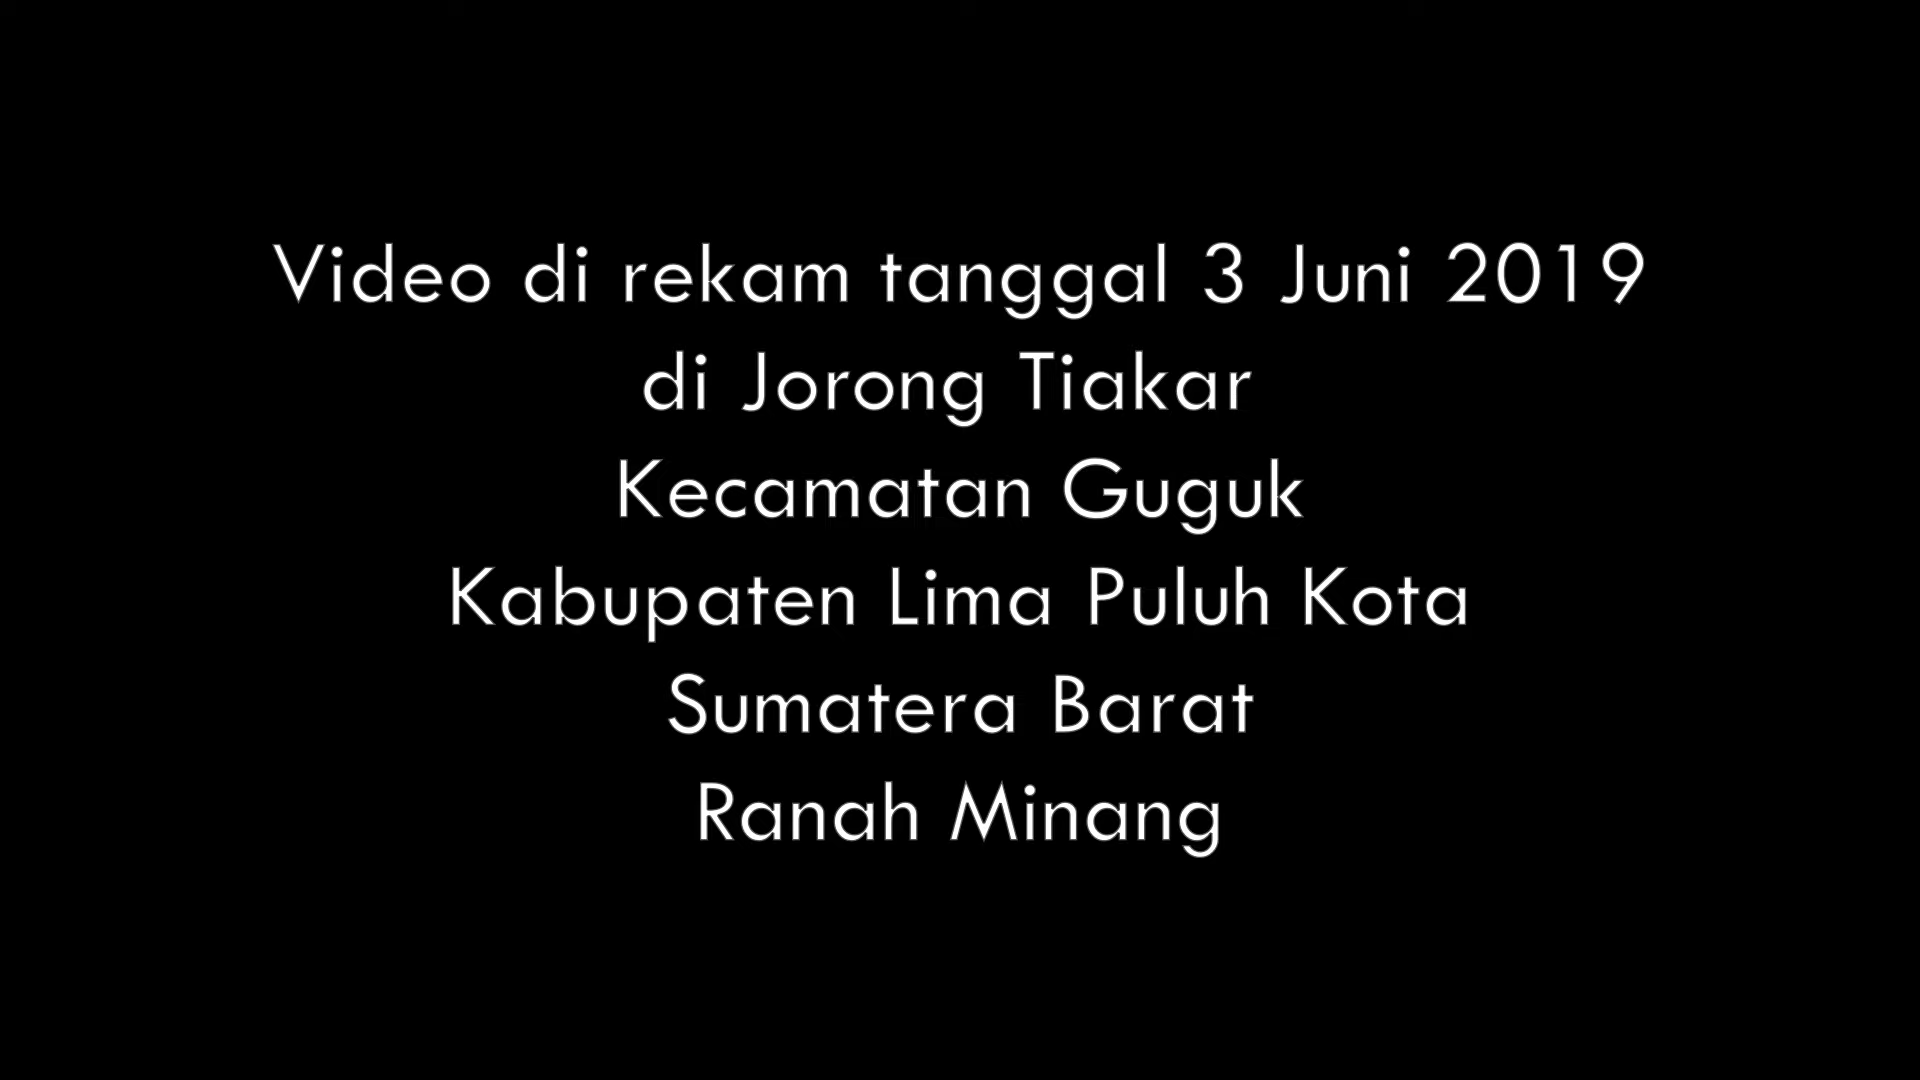 Video di rekam tanggal 3 Juni 2019
di Jorong Tiakar
Kecamatan Guguk
Kabupaten Lima Puluh Kota
Sumatera Barat
Ranah Minang